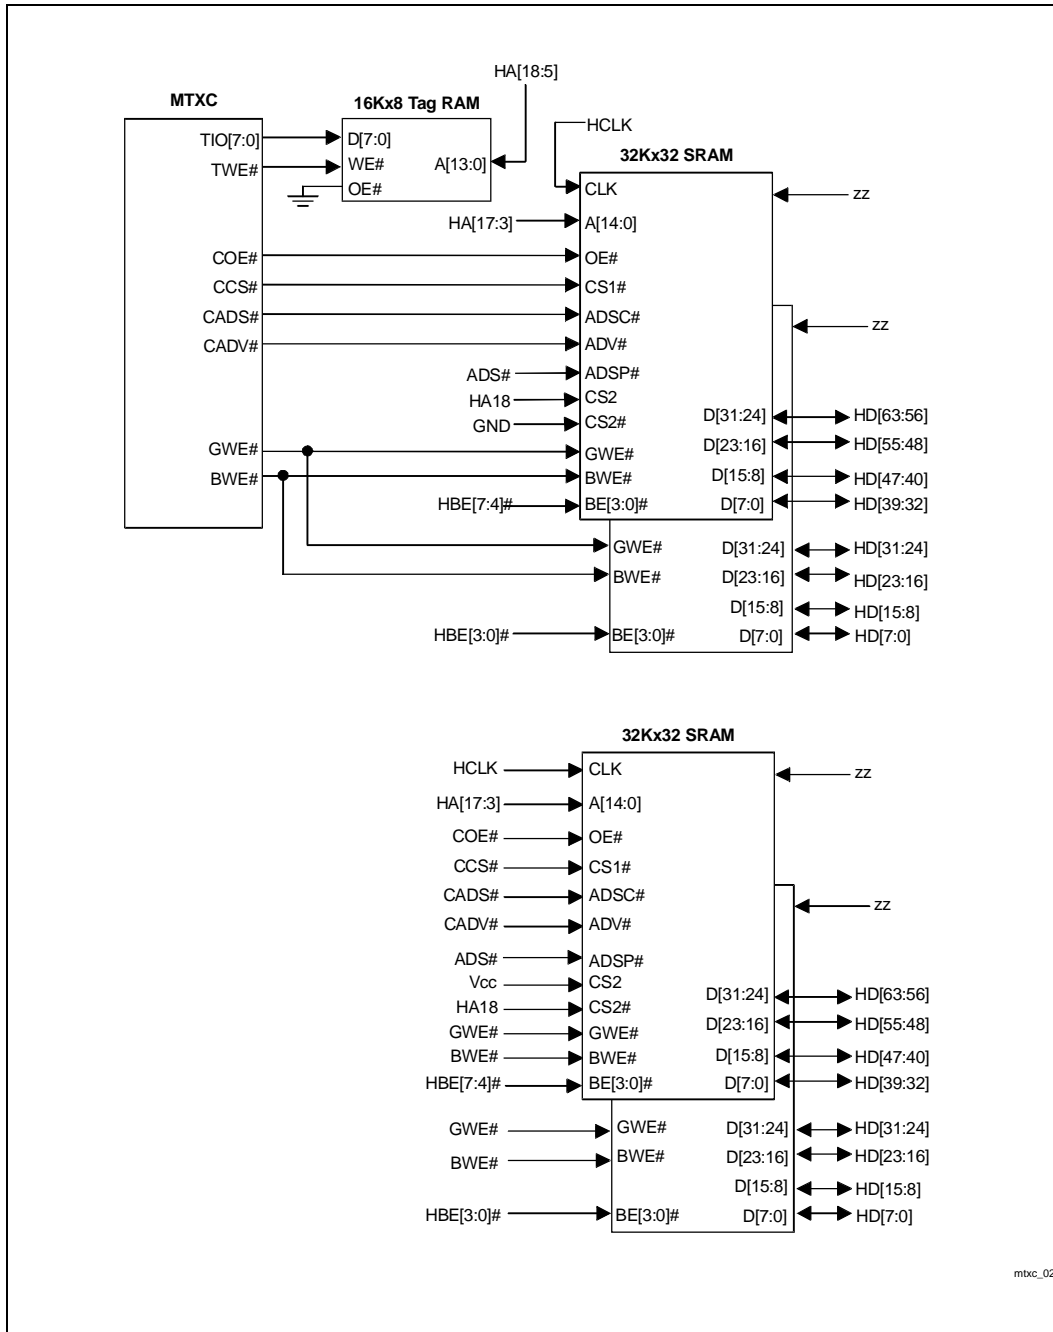 HA[18:5]
MTXC
16Kx8 Tag RAM
TIO[7:0]
D[7:0]
TWE#
WE#
A[13:0]
OE#
HCLK
32Kx32 SRAM
CLK
zz
HA[17:3]
A[14:0]
COE#
OE#
CCS#
CS1#
CADS#
ADSC#
zz
CADV#
ADV#
ADS#
ADSP#
HA18
CS2
GND
CS2#
D[31:24]
HD[63:56]
D[23:16]
HD[55:48]
GWE#
GWE#
BWE#
BWE#
D[15:8]
HD[47:40]
HBE[7:4]#
BE[3:0]#
D[7:0]
HD[39:32]
GWE#
D[31:24]
HD[31:24]
BWE#
D[23:16]
HD[23:16]
D[15:8]
HD[15:8]
HBE[3:0]#
BE[3:0]#
D[7:0]
HD[7:0]
32Kx32 SRAM
HCLK
CLK
zz
HA[17:3]
A[14:0]
COE#
OE#
CCS#
CS1#
CADS#
ADSC#
zz
CADV#
ADV#
ADS#
ADSP#
Vcc
CS2
D[31:24]
HD[63:56]
HA18
CS2#
D[23:16]
HD[55:48]
GWE#
GWE#
BWE#
BWE#
D[15:8]
HD[47:40]
HBE[7:4]#
BE[3:0]#
D[7:0]
HD[39:32]
GWE#
GWE#
D[31:24]
HD[31:24]
BWE#
BWE#
D[23:16]
HD[23:16]
D[15:8]
HD[15:8]
HBE[3:0]#
BE[3:0]#
D[7:0]
HD[7:0]
mtxc_02